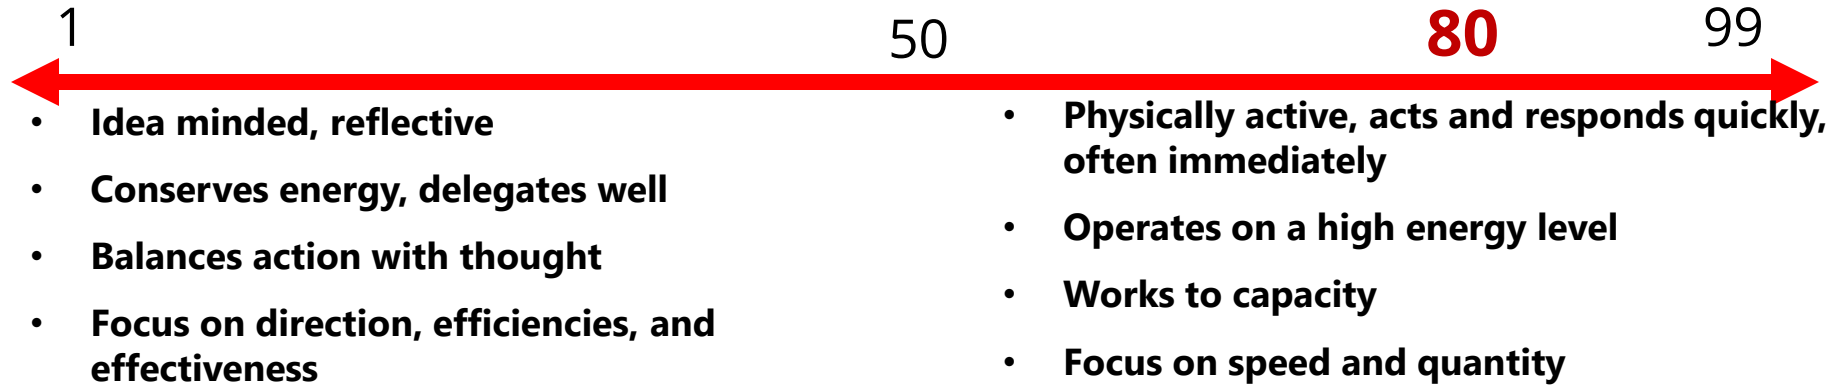 1
50
80
99
• Idea minded, reflective
• Conserves energy, delegates well
• Balances action with thought
• Focus on direction, efficiencies, and
effectiveness
• Physically active, acts and responds quickly,
often immediately
• Operates on a high energy level
• Works to capacity
• Focus on speed and quantity